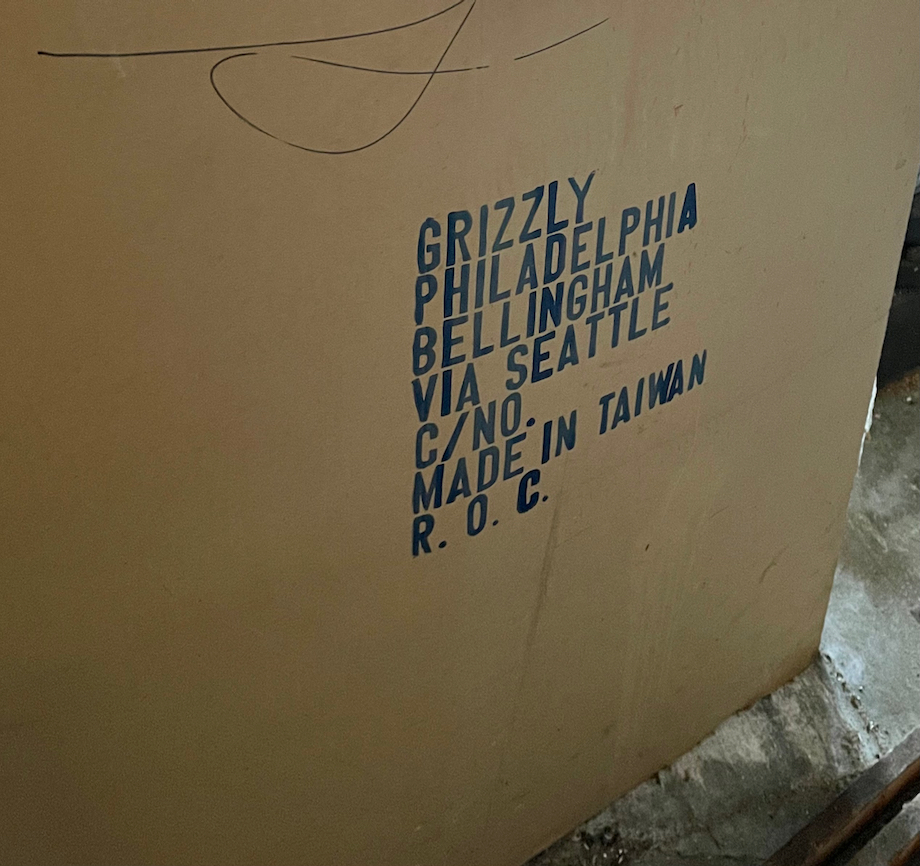 GRIZZLY
PHILADELPHIA
BELLINGHAM
VIA SEATTLE
C/NO.
MADE IN TAIWAN
R. O. C.